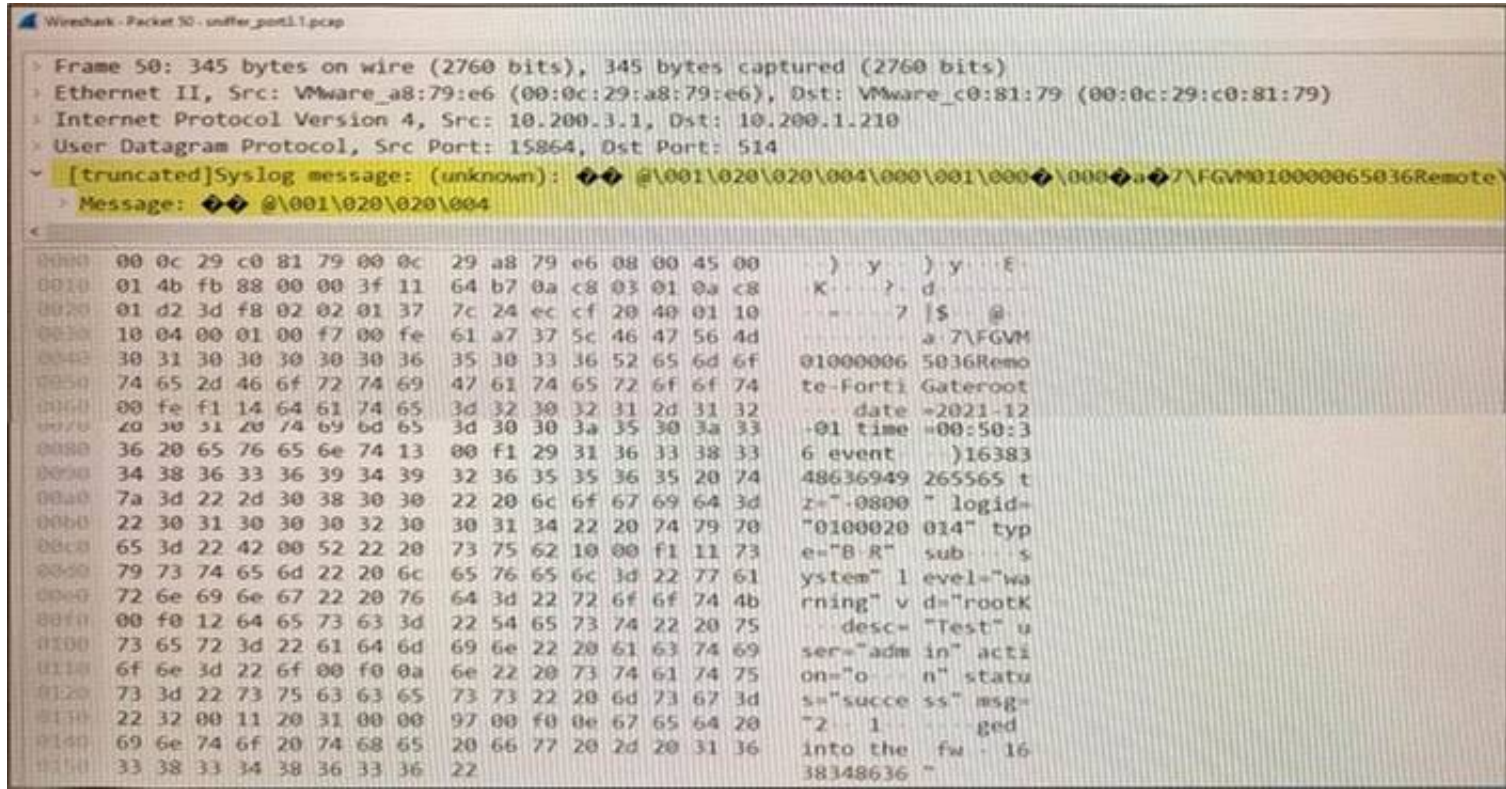 Wireshark - Packet 50 - sniffer_port3.1.pcap
> Frame 50: 345 bytes on wire (2760 bits), 345 bytes captured (2760 bits)
> Ethernet II, Src: VMware_a8:79:e6 (00:0c:29:a8:79:e6), Dst: VMware_c0:81:79 (00:0c:29:c0:81:79)
> Internet Protocol Version 4, Src: 10.200.3.1, Dst: 10.200.1.210
> User Datagram Protocol, Src Port: 15864, Dst Port: 514
[truncated]Syslog message: (unknown): �� @\001\020\020\004\000\001\000�\000�a�7\FGVM010000065036Remote\
> Message: �� @\001\020\020\004
0000 00 0c 29 c0 81 79 00 0c 29 a8 79 e6 08 00 45 00 ··)··y·· )·y···E·
0010 01 4b fb 88 00 00 3f 11 64 b7 0a c8 03 01 0a c8 ·K····?· d·······
0020 01 d2 3d f8 02 02 01 37 7c 24 ec cf 20 40 01 10 ··=····7 |$·· @··
0030 10 04 00 01 00 f7 00 fe 61 a7 37 5c 46 47 56 4d ········ a·7\FGVM
0040 30 31 30 30 30 30 30 36 35 30 33 36 52 65 6d 6f 01000006 5036Remo
0050 74 65 2d 46 6f 72 74 69 47 61 74 65 72 6f 6f 74 te-Forti Gateroot
0060 00 fe f1 14 64 61 74 65 3d 32 30 32 31 2d 31 32 ····date =2021-12
0070 2d 30 31 20 74 69 6d 65 3d 30 30 3a 35 30 3a 33 -01 time =00:50:3
0080 36 20 65 76 65 6e 74 13 00 f1 29 31 36 33 38 33 6 event· ··)16383
0090 34 38 36 33 36 39 34 39 32 36 35 35 36 35 20 74 48636949 265565 t
00a0 7a 3d 22 2d 30 38 30 30 22 20 6c 6f 67 69 64 3d z="-0800 " logid=
00b0 22 30 31 30 30 30 32 30 30 31 34 22 20 74 79 70 "0100020 014" typ
00c0 65 3d 22 42 00 52 22 20 73 75 62 10 00 f1 11 73 e="B·R" sub····s
00d0 79 73 74 65 6d 22 20 6c 65 76 65 6c 3d 22 77 61 ystem" l evel="wa
00e0 72 6e 69 6e 67 22 20 76 64 3d 22 72 6f 6f 74 4b rning" v d="rootK
00f0 00 f0 12 64 65 73 63 3d 22 54 65 73 74 22 20 75 ···desc= "Test" u
0100 73 65 72 3d 22 61 64 6d 69 6e 22 20 61 63 74 69 ser="adm in" acti
0110 6f 6e 3d 22 6f 00 f0 0a 6e 22 20 73 74 61 74 75 on="o··· n" statu
0120 73 3d 22 73 75 63 63 65 73 73 22 20 6d 73 67 3d s="succe ss" msg=
0130 22 32 00 11 20 31 00 00 97 00 f0 0e 67 65 64 20 "2·· 1·· ····ged
0140 69 6e 74 6f 20 74 68 65 20 66 77 20 2d 20 31 36 into the  fw - 16
0150 33 38 33 34 38 36 33 36 22 38348636 "